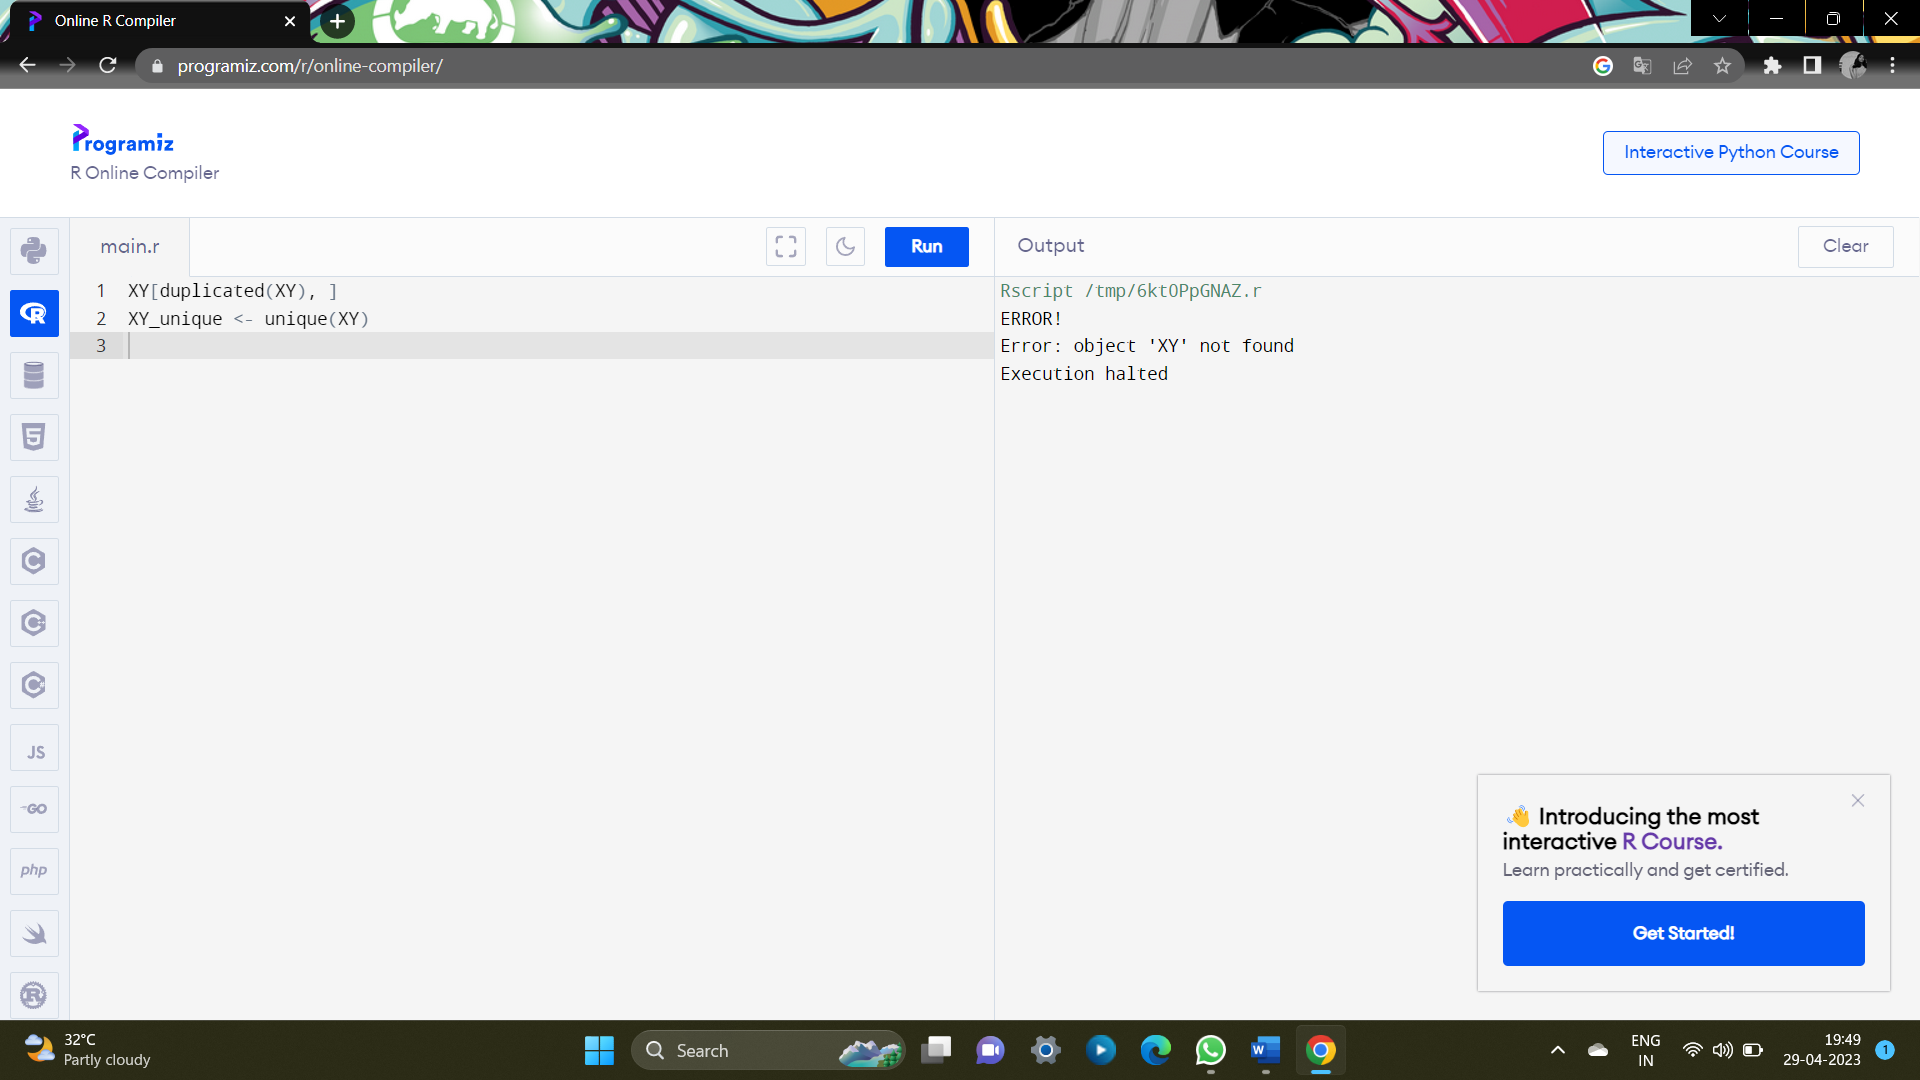 Online R Compiler
programiz.com/r/online-compiler/
Programiz
R Online Compiler
Interactive Python Course
main.r
Run
Output
Clear
1 XY[duplicated(XY), ]
2 XY_unique <- unique(XY)
3
Rscript /tmp/6ktOPpGNAZ.r
ERROR!
Error: object 'XY' not found
Execution halted
JS
GO
php
👋 Introducing the most
interactive R Course.
Learn practically and get certified.
Get Started!
32°C
Partly cloudy
Search
ENG
IN
19:49
29-04-2023
1